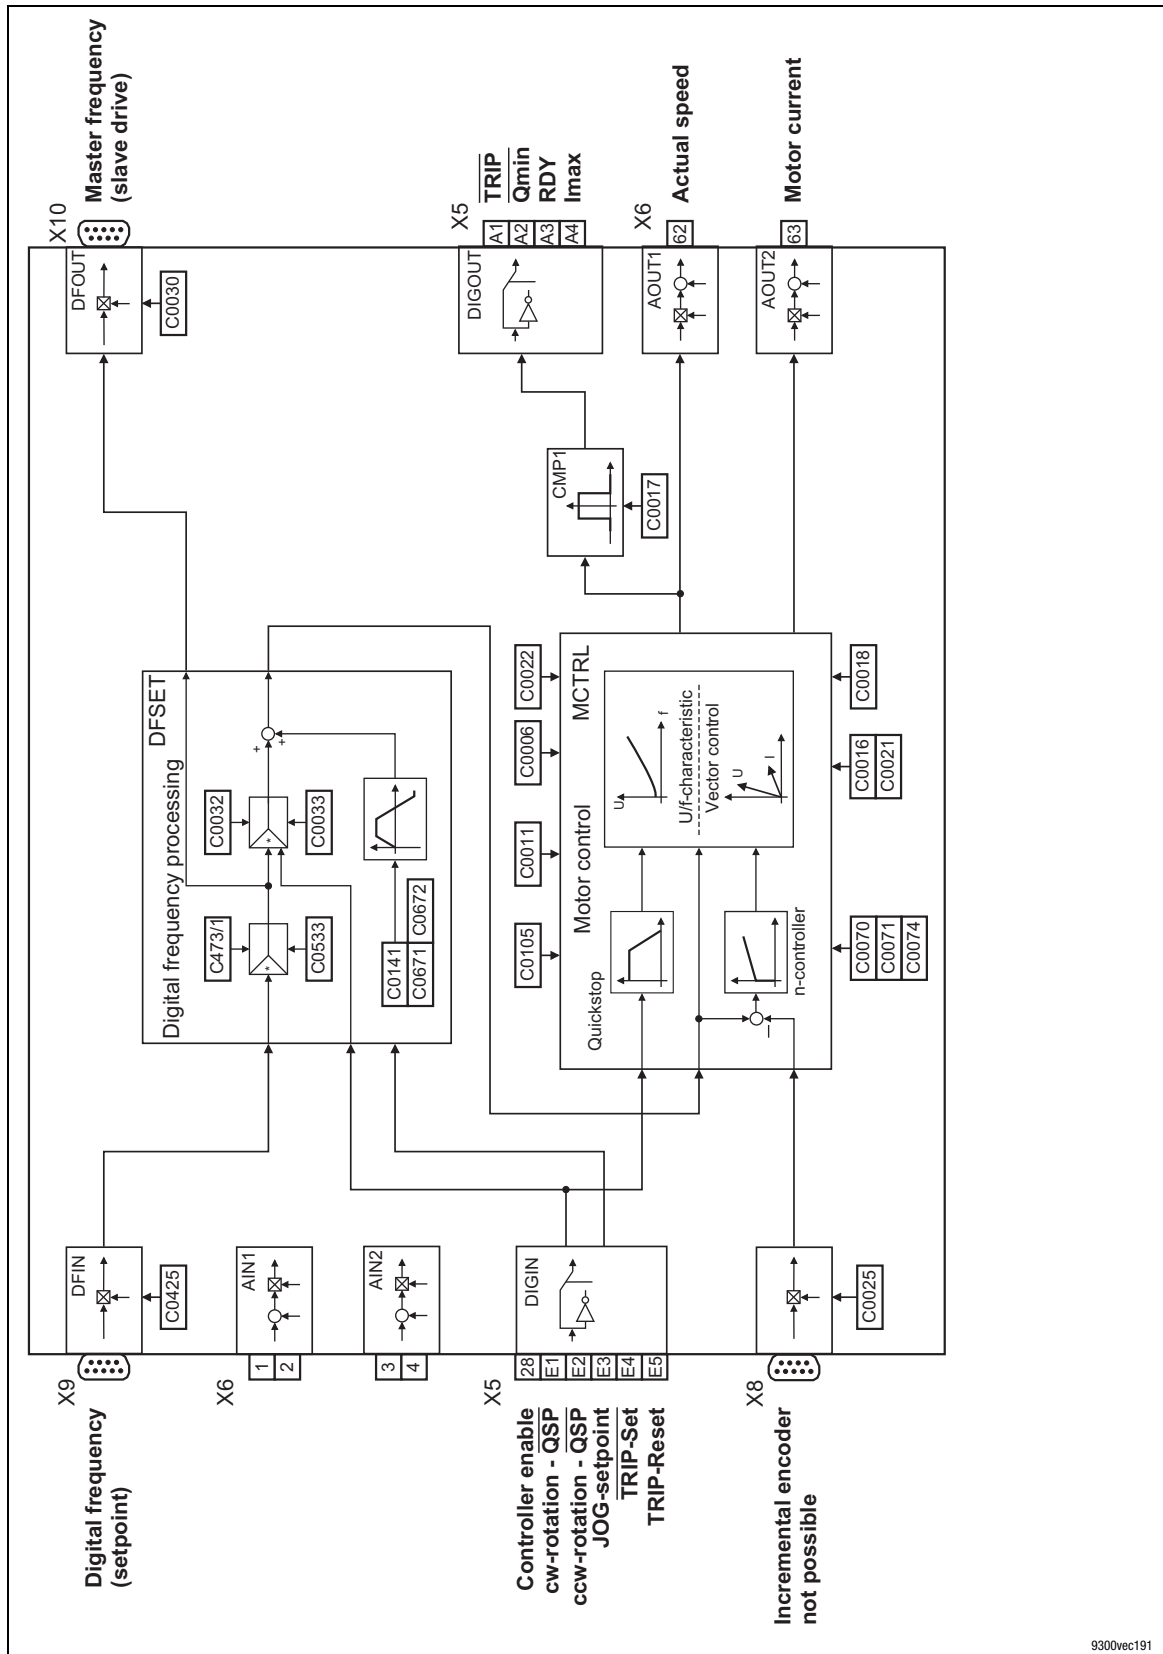 Digital frequency
(setpoint)
X9
DFIN
C0425
X6
1
2
AIN1
3
4
AIN2
Controller enable
cw-rotation - QSP
ccw-rotation - QSP
JOG-setpoint
TRIP-Set
TRIP-Reset
X5
28
E1
E2
E3
E4
E5
DIGIN
Incremental encoder
not possible
X8
C0025
Digital frequency processing
DFSET
C473/1
*
C0533
C0032
*
C0033
+
+
C0141
C0671
C0672
C0105
C0011
C0006
C0022
Motor control
MCTRL
Quickstop
n-controller
U
f
U/f-characteristic
Vector control
U
I
C0070
C0071
C0074
C0016
C0021
C0018
CMP1
C0017
DFOUT
C0030
X10
Master frequency
(slave drive)
DIGOUT
X5
A1
A2
A3
A4
TRIP
Qmin
RDY
Imax
AOUT1
X6
62
Actual speed
AOUT2
63
Motor current
9300vec191